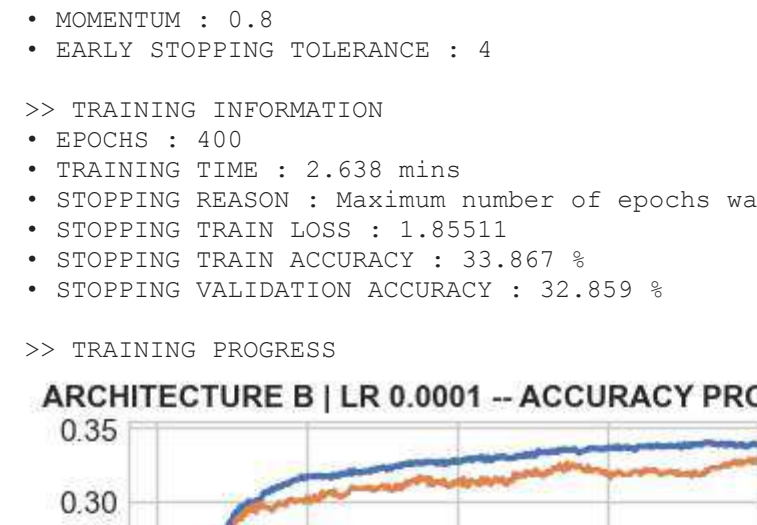 • MOMENTUM : 0.8
• EARLY STOPPING TOLERANCE : 4
>> TRAINING INFORMATION
• EPOCHS : 400
• TRAINING TIME : 2.638 mins
• STOPPING REASON : Maximum number of epochs wa
• STOPPING TRAIN LOSS : 1.85511
• STOPPING TRAIN ACCURACY : 33.867 %
• STOPPING VALIDATION ACCURACY : 32.859 %
>> TRAINING PROGRESS
ARCHITECTURE B | LR 0.0001 -- ACCURACY PRO
0.35
0.30